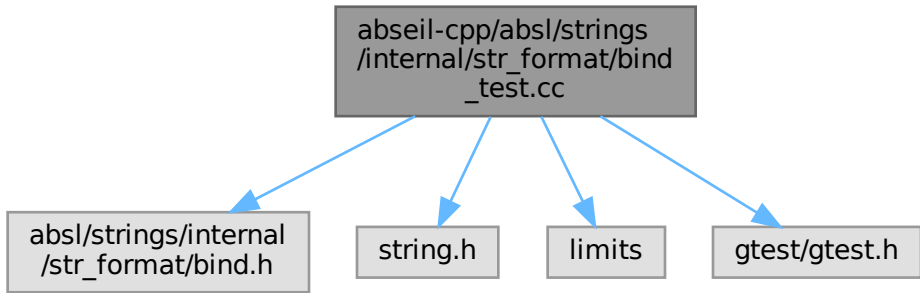 abseil-cpp/absl/strings
/internal/str_format/bind
_test.cc
absl/strings/internal
/str_format/bind.h
string.h
limits
gtest/gtest.h